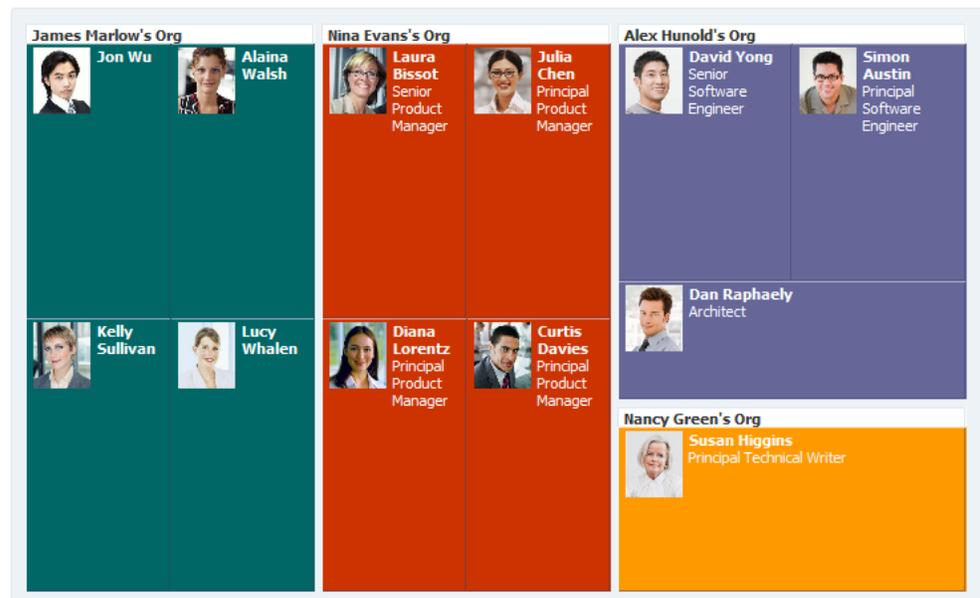 James Marlow's Org
Jon Wu
Alaina
Walsh
Kelly
Sullivan
Lucy
Whalen
Nina Evans's Org
Laura
Bissot
Senior
Product
Manager
Julia
Chen
Principal
Product
Manager
Diana
Lorentz
Principal
Product
Manager
Curtis
Davies
Principal
Product
Manager
Alex Hunold's Org
David Yong
Senior
Software
Engineer
Simon
Austin
Principal
Software
Engineer
Dan Raphaely
Architect
Nancy Green's Org
Susan Higgins
Principal Technical Writer